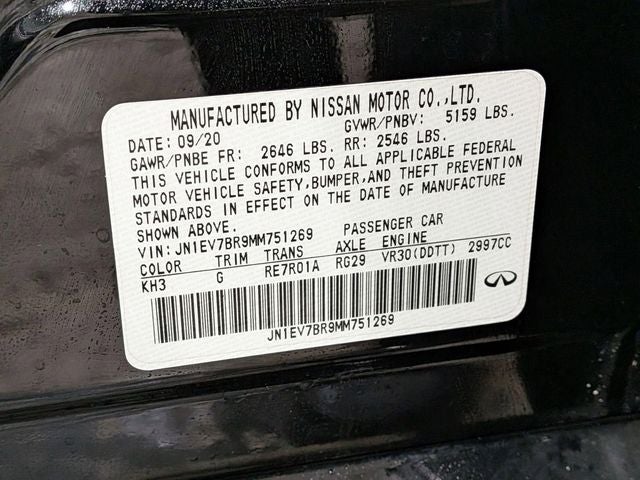 MANUFACTURED BY NISSAN MOTOR CO.,LTD.
DATE: 09/20 GVWR/PNBV: 5159 LBS.
GAWR/PNBE FR: 2646 LBS. RR: 2546 LBS.
THIS VEHICLE CONFORMS TO ALL APPLICABLE FEDERAL
MOTOR VEHICLE SAFETY,BUMPER,AND THEFT PREVENTION
STANDARDS IN EFFECT ON THE DATE OF MANUFACTURE
SHOWN ABOVE.
VIN: JN1EV7BR9MM751269 PASSENGER CAR
COLOR TRIM TRANS AXLE ENGINE
KH3 G RE7R01A RG29 VR30(DDTT) 2997CC
JN1EV7BR9MM751269